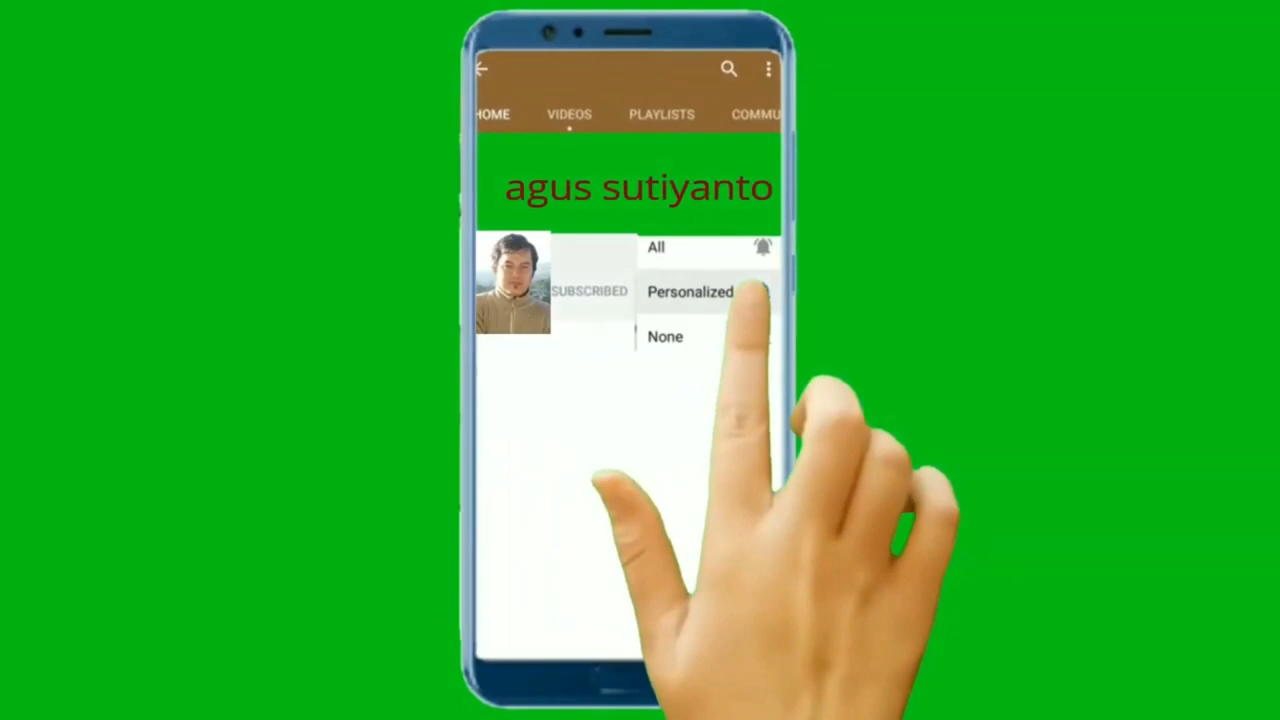 HOME VIDEOS PLAYLISTS COMMU
agus sutiyanto
All
SUBSCRIBED Personalized
None